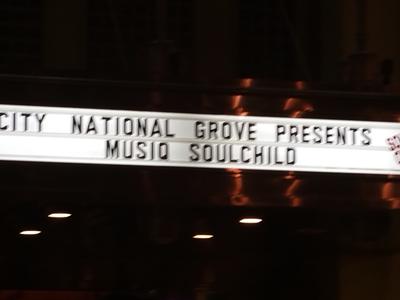 CITY NATIONAL GROVE PRESENTS
MUSIQ SOULCHILD